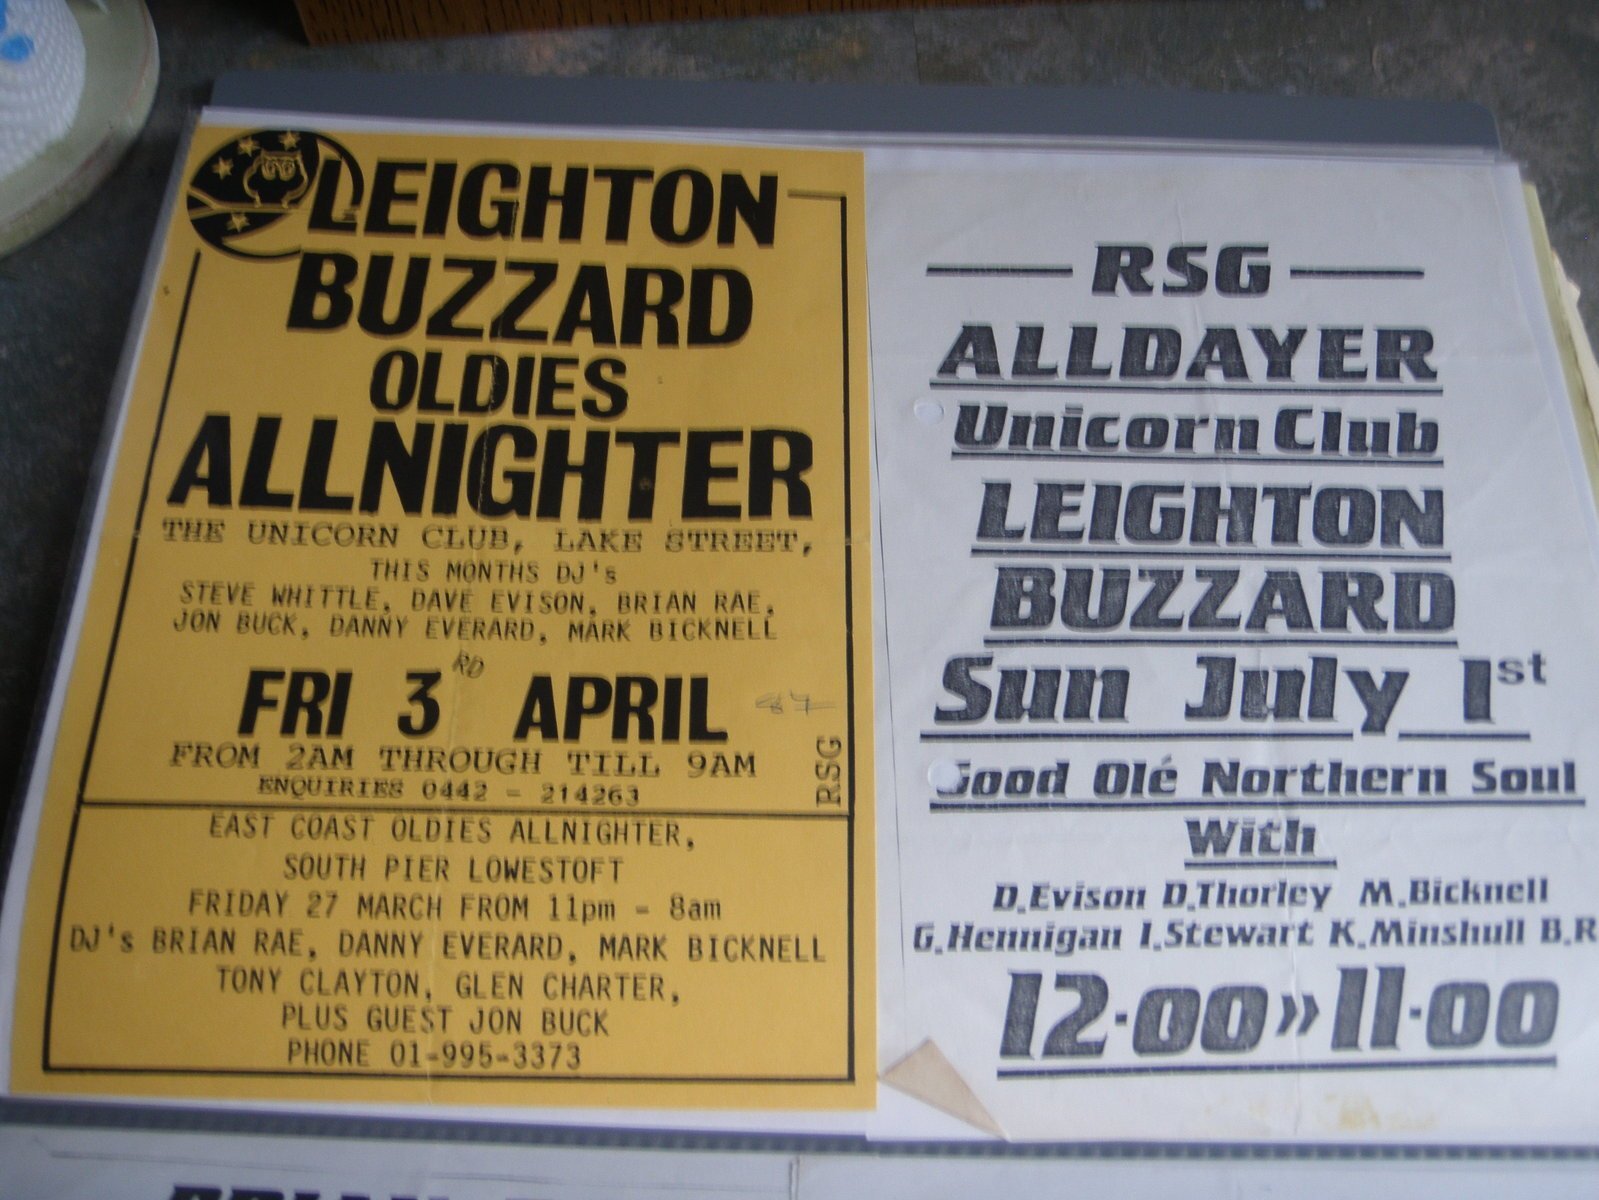 LEIGHTON
BUZZARD
OLDIES
ALLNIGHTER
THE UNICORN CLUB, LAKE STREET,
THIS MONTHS DJ's
STEVE WHITTLE, DAVE EVISON, BRIAN RAE,
JON BUCK, DANNY EVERARD, MARK BICKNELL
FRI 3RD APRIL 87
FROM 2AM THROUGH TILL 9AM
ENQUIRIES 0442 - 214263
RSG
EAST COAST OLDIES ALLNIGHTER,
SOUTH PIER LOWESTOFT
FRIDAY 27 MARCH FROM 11pm - 8am
DJ's BRIAN RAE, DANNY EVERARD, MARK BICKNELL
TONY CLAYTON, GLEN CHARTER,
PLUS GUEST JON BUCK
PHONE 01-995-3373
RSG
ALLDAYER
Unicorn Club
LEIGHTON
BUZZARD
Sun July 1st
Good Olé Northern Soul
With
D.Evison D.Thorley M.Bicknell
G.Hennigan I.Stewart K.Minshull B.R
12·00»11·00